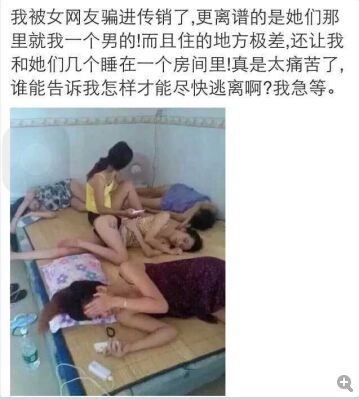 我被女网友骗进传销了,更离谱的是她们那
里就我一个男的!而且住的地方极差,还让我
和她们几个睡在一个房间里!真是太痛苦了,
谁能告诉我怎样才能尽快逃离啊?我急等。